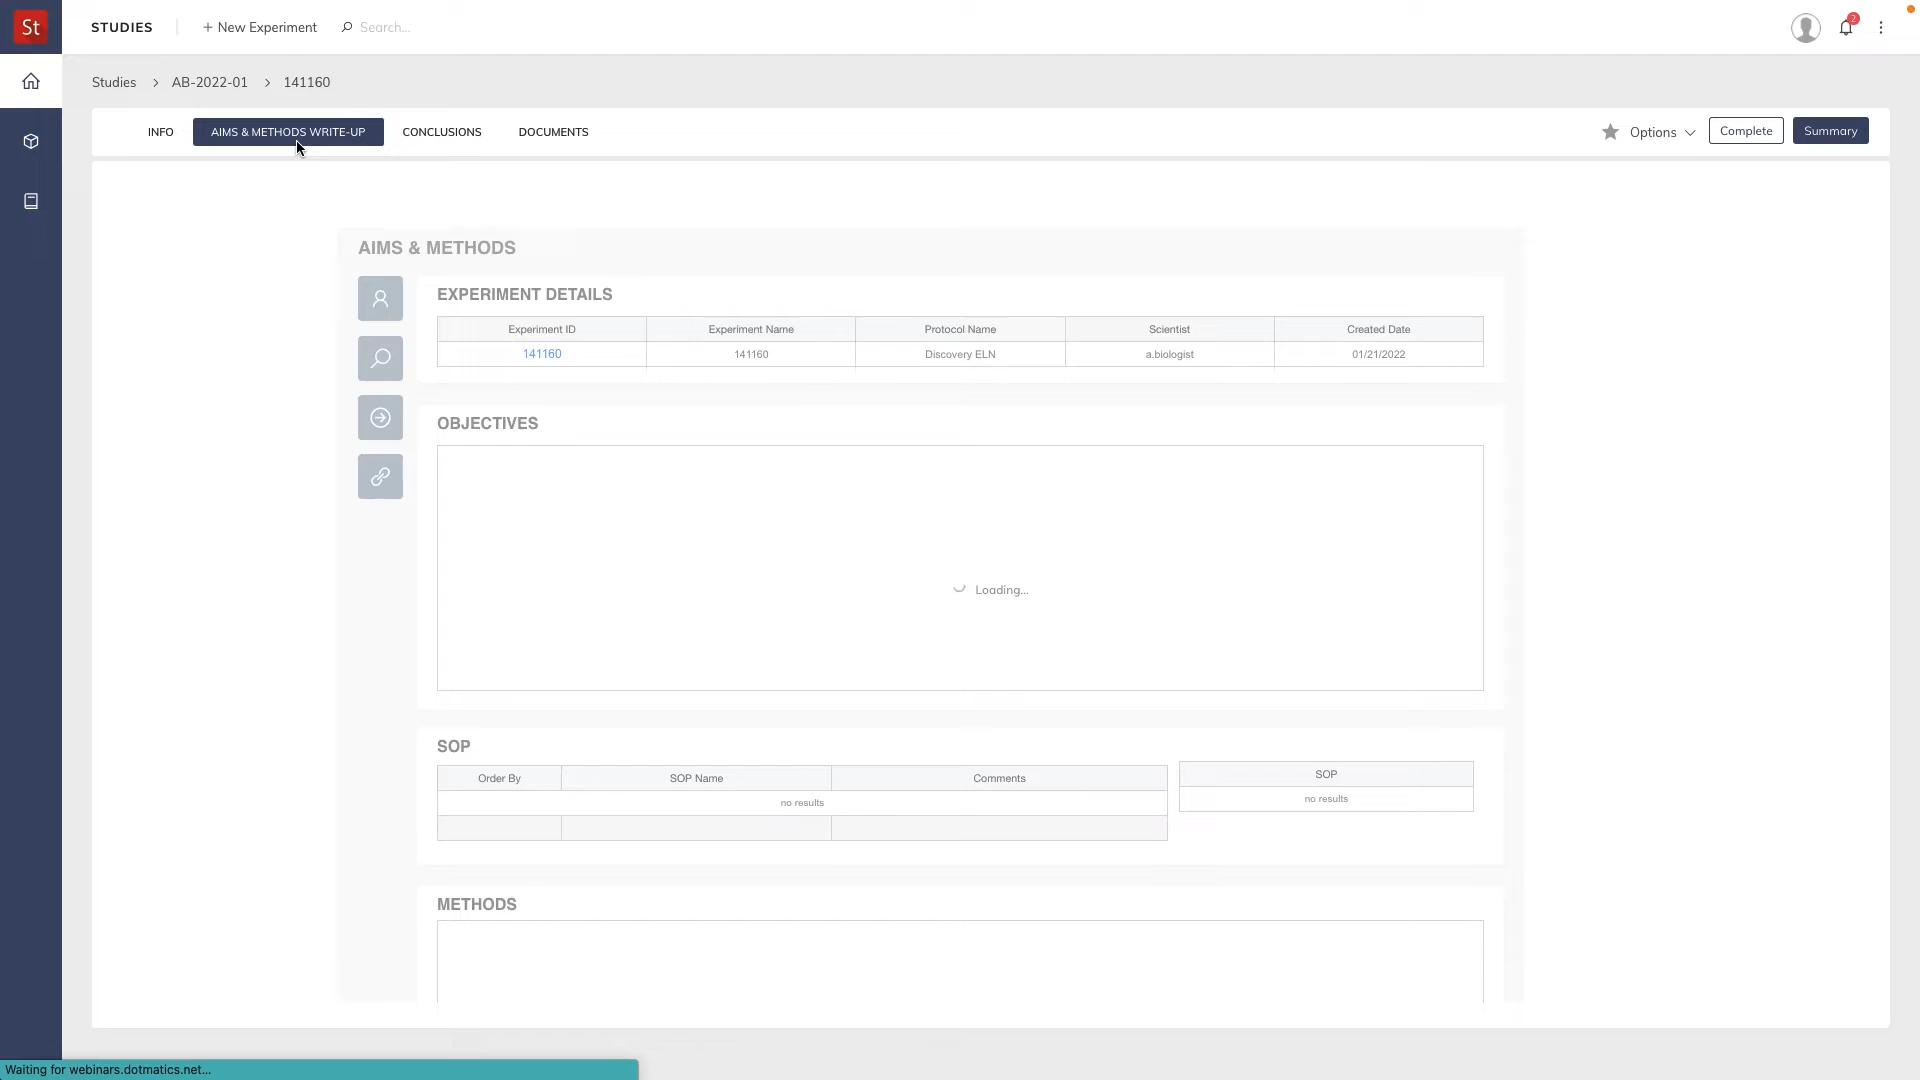 St
STUDIES
+ New Experiment
Search...
2
Studies > AB-2022-01 > 141160
INFO
AIMS & METHODS WRITE-UP
CONCLUSIONS
DOCUMENTS
Options
Complete
Summary
AIMS & METHODS
EXPERIMENT DETAILS
Experiment ID Experiment Name Protocol Name Scientist Created Date
141160 141160 Discovery ELN a.biologist 01/21/2022
OBJECTIVES
Loading...
SOP
Order By SOP Name Comments
no results
SOP
no results
METHODS
Waiting for webinars.dotmatics.net...